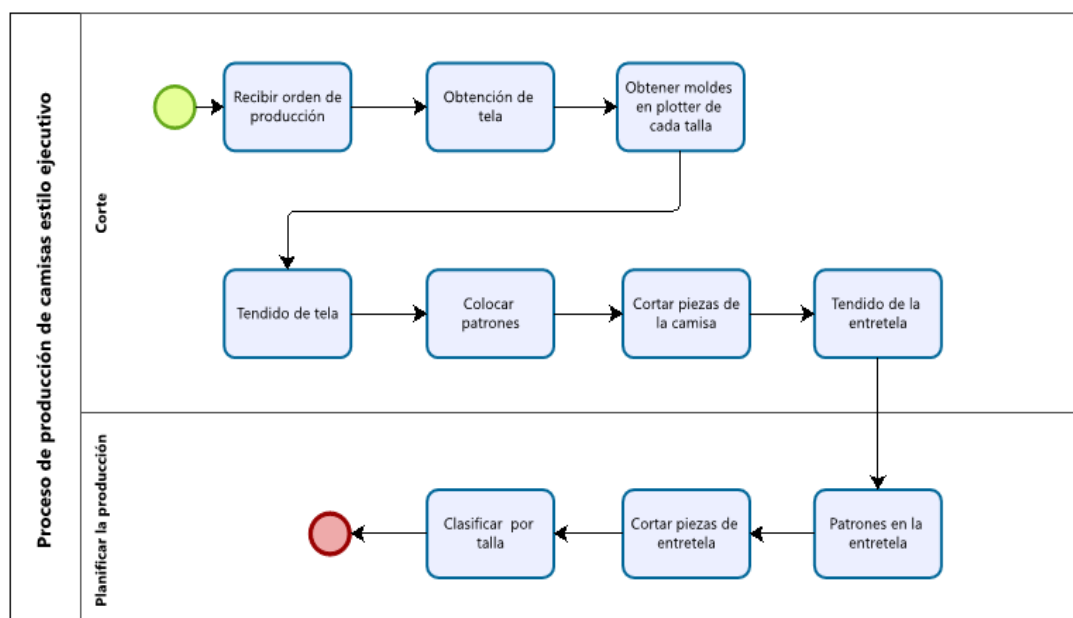 Proceso de producción de camisas estilo ejecutivo
Corte
Recibir orden de
producción
Obtención de
tela
Obtener moldes
en plotter de
cada talla
Tendido de tela
Colocar
patrones
Cortar piezas de
la camisa
Tendido de la
entretela
Planificar la producción
Clasificar por
talla
Cortar piezas de
entretela
Patrones en la
entretela